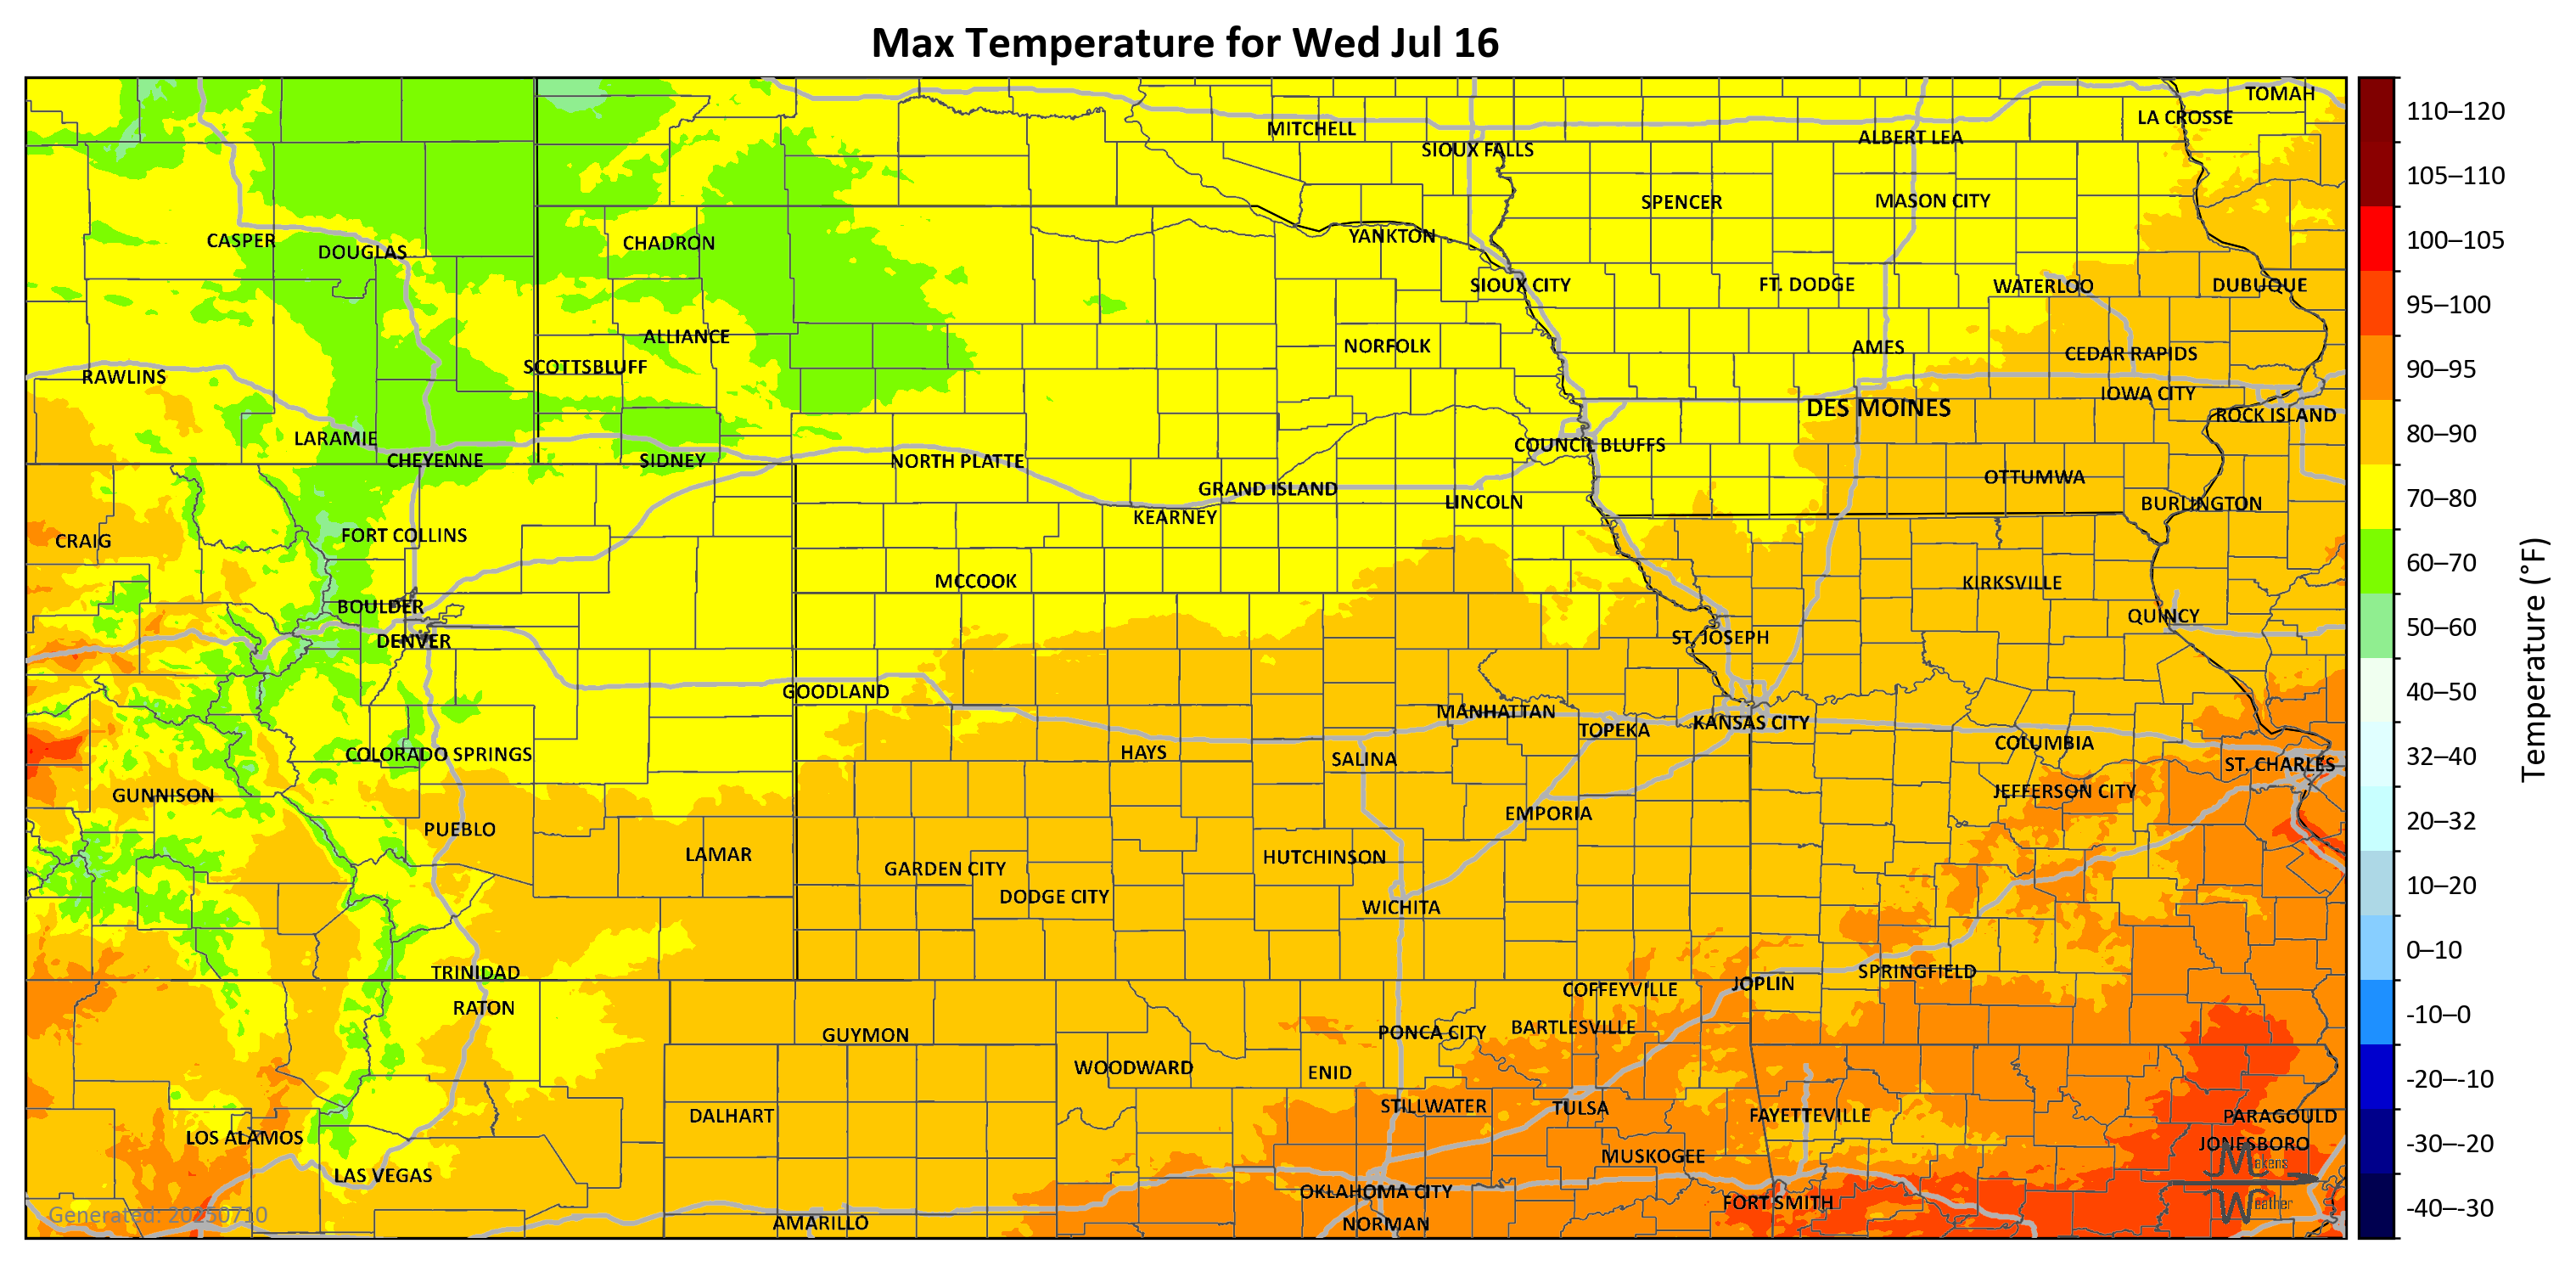 Max Temperature for Wed Jul 16
TOMAH
LA CROSSE
MITCHELL
ALBERT LEA
SIOUX FALLS
SPENCER
MASON CITY
CASPER
DOUGLAS
CHADRON
YANKTON
SIOUX CITY
FT. DODGE
WATERLOO
DUBUQUE
ALLIANCE
NORFOLK
AMES
CEDAR RAPIDS
SCOTTSBLUFF
RAWLINS
IOWA CITY
DES MOINES
ROCK ISLAND
LARAMIE
COUNCIL BLUFFS
CHEYENNE
SIDNEY
NORTH PLATTE
OTTUMWA
GRAND ISLAND
LINCOLN
BURLINGTON
KEARNEY
FORT COLLINS
CRAIG
MCCOOK
KIRKSVILLE
BOULDER
QUINCY
DENVER
ST. JOSEPH
GOODLAND
MANHATTAN
KANSAS CITY
TOPEKA
COLUMBIA
HAYS
COLORADO SPRINGS
SALINA
ST. CHARLES
GUNNISON
JEFFERSON CITY
EMPORIA
PUEBLO
LAMAR
HUTCHINSON
GARDEN CITY
DODGE CITY
WICHITA
TRINIDAD
SPRINGFIELD
JOPLIN
COFFEYVILLE
RATON
BARTLESVILLE
PONCA CITY
GUYMON
WOODWARD
ENID
STILLWATER
TULSA
DALHART
FAYETTEVILLE
PARAGOULD
LOS ALAMOS
JONESBORO
MUSKOGEE
Makens
LAS VEGAS
OKLAHOMA CITY
FORT SMITH
Weather
Generated: 20250710
AMARILLO
NORMAN
110–120
105–110
100–105
95–100
90–95
80–90
70–80
60–70
50–60
40–50
32–40
20–32
10–20
0–10
-10–0
-20–-10
-30–-20
-40–-30
Temperature (°F)